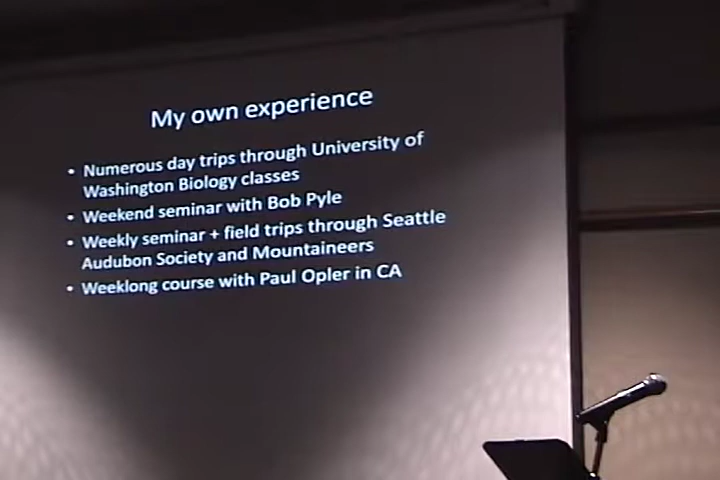 My own experience
• Numerous day trips through University of
Washington Biology classes
• Weekend seminar with Bob Pyle
• Weekly seminar + field trips through Seattle
Audubon Society and Mountaineers
• Weeklong course with Paul Opler in CA